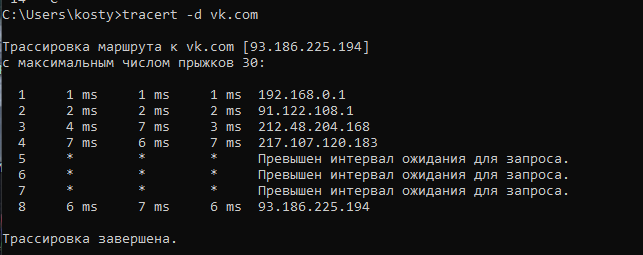 C:\Users\kosty>tracert -d vk.com
Трассировка маршрута к vk.com [93.186.225.194]
с максимальным числом прыжков 30:
1 1 ms 1 ms 1 ms 192.168.0.1
2 2 ms 2 ms 2 ms 91.122.108.1
3 4 ms 7 ms 3 ms 212.48.204.168
4 7 ms 6 ms 7 ms 217.107.120.183
5 * * * Превышен интервал ожидания для запроса.
6 * * * Превышен интервал ожидания для запроса.
7 * * * Превышен интервал ожидания для запроса.
8 6 ms 7 ms 6 ms 93.186.225.194
Трассировка завершена.